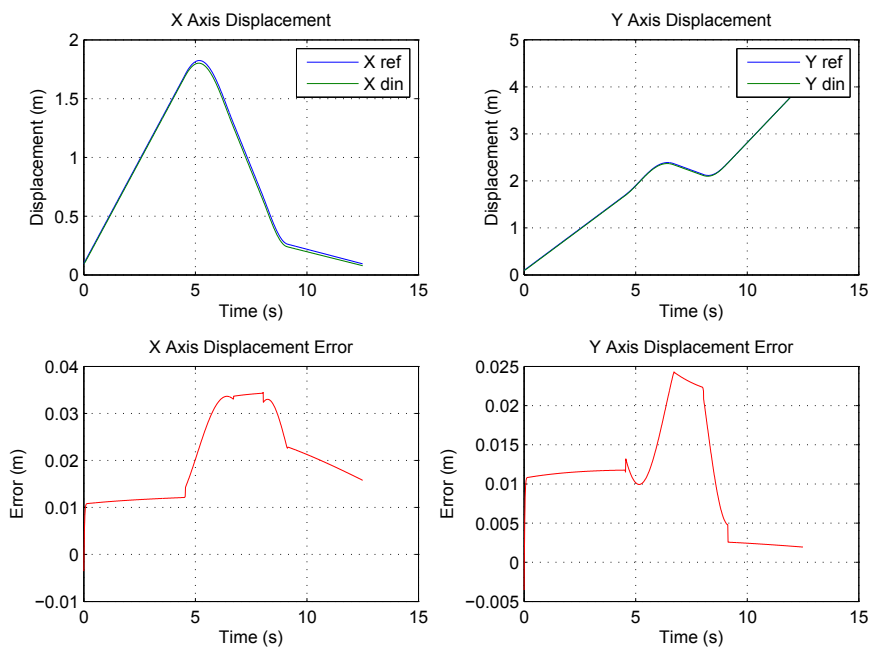 X Axis Displacement
2
1.5
1
0.5
0
Displacement (m)
X ref
X din
0
5
10
15
Time (s)
Y Axis Displacement
5
4
3
2
1
0
Displacement (m)
Y ref
Y din
0
5
10
15
Time (s)
X Axis Displacement Error
0.04
0.03
0.02
0.01
0
−0.01
Error (m)
0
5
10
15
Time (s)
Y Axis Displacement Error
0.025
0.02
0.015
0.01
0.005
0
−0.005
Error (m)
0
5
10
15
Time (s)